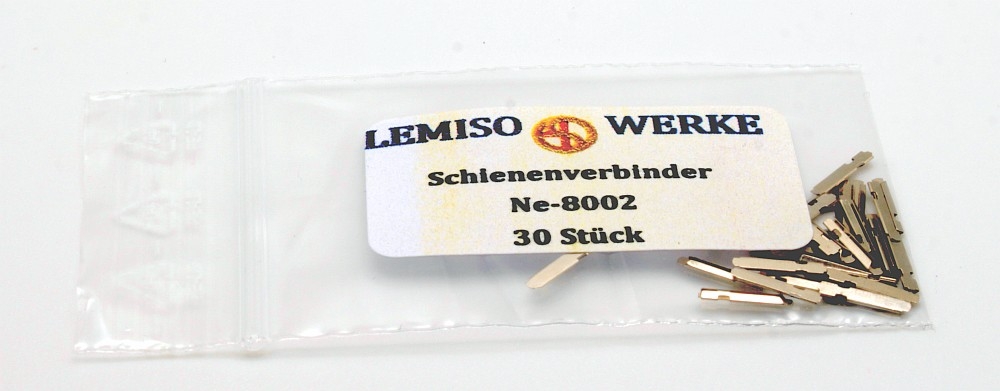 LEMISO WERKE
Schienenverbinder
Ne-8002
30 Stück